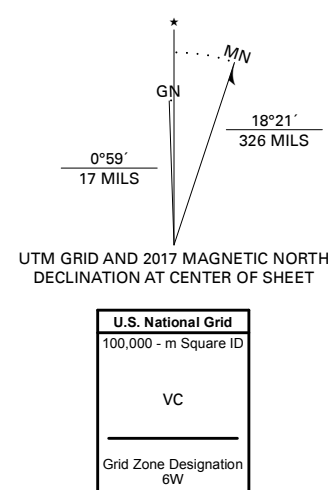 ★
MN
GN
18°21´
326 MILS
0°59´
17 MILS
UTM GRID AND 2017 MAGNETIC NORTH
DECLINATION AT CENTER OF SHEET
U.S. National Grid
100,000 - m Square ID
VC
Grid Zone Designation
6W